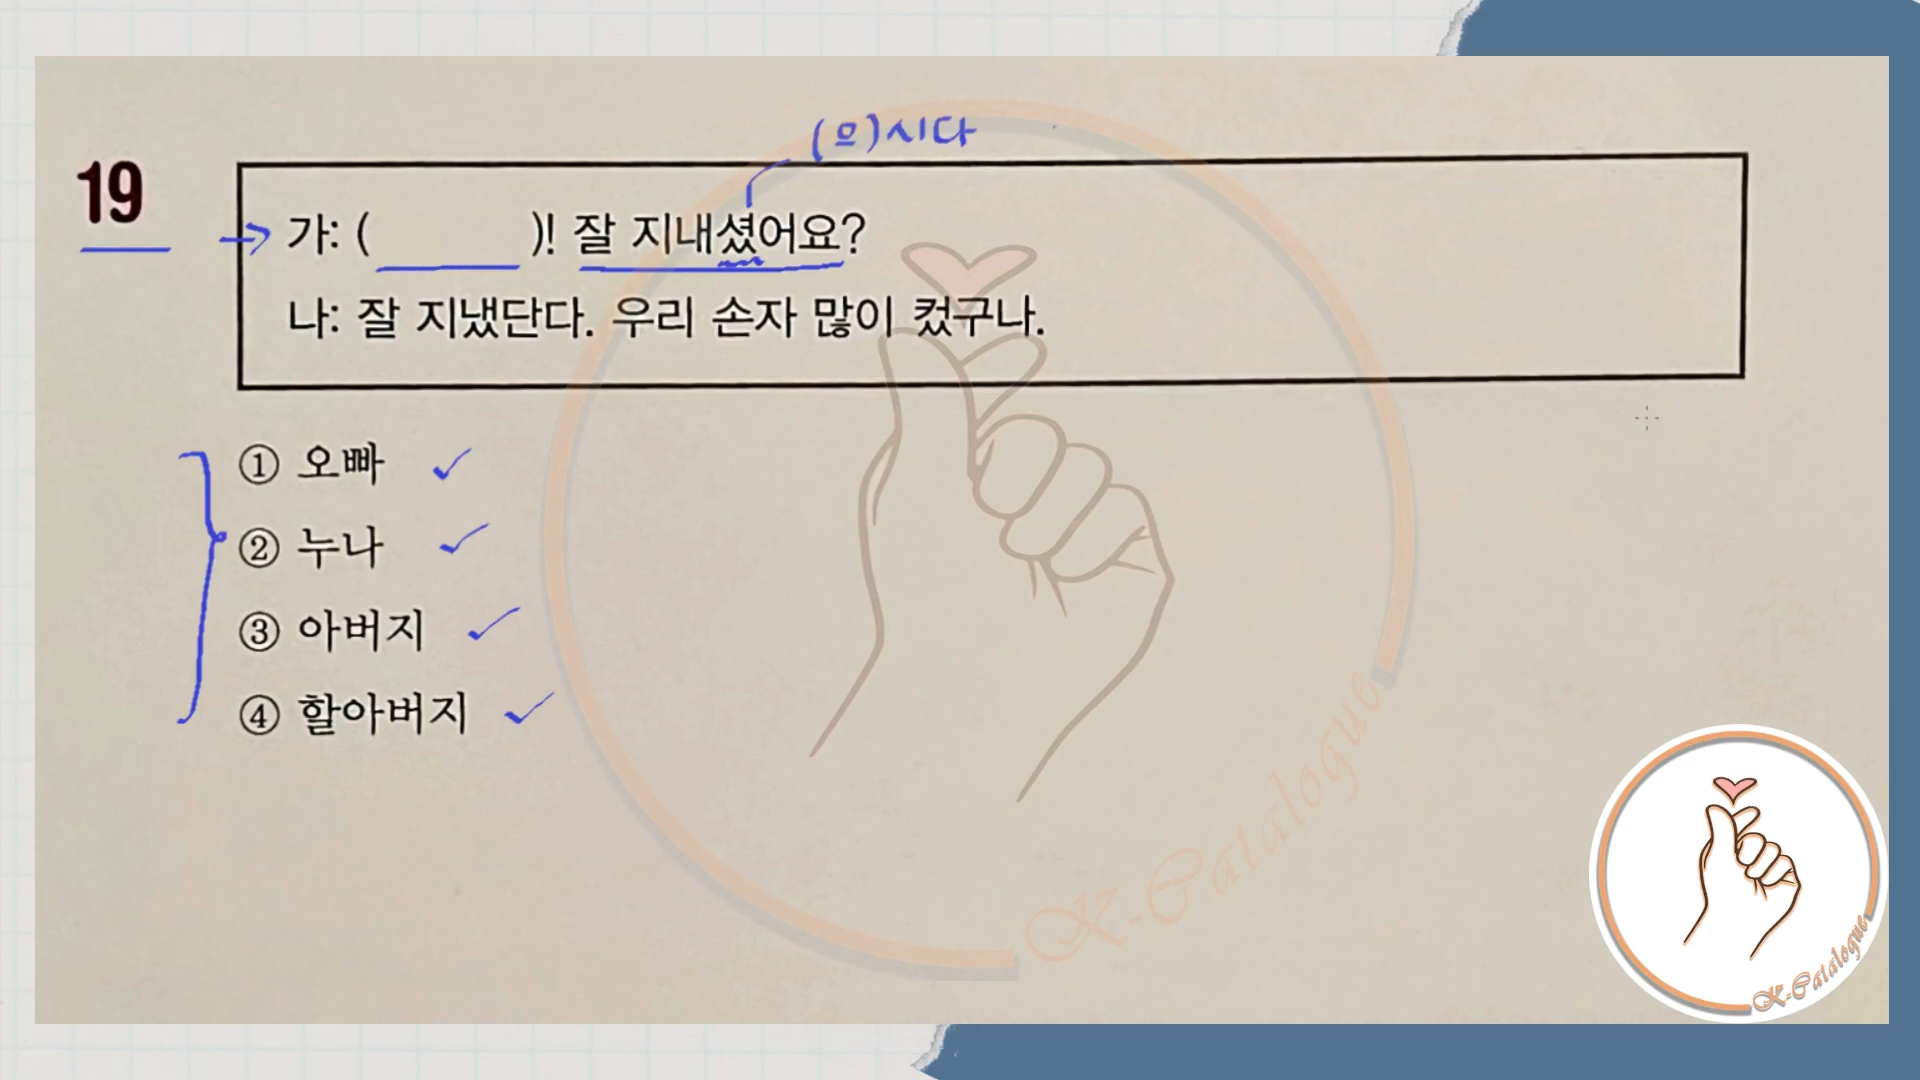 (으)시다
19
가: ( )! 잘 지내셨어요?
나: 잘 지냈단다. 우리 손자 많이 컸구나.
① 오빠
② 누나
③ 아버지
④ 할아버지
K-Catalogue
K-Catalogue